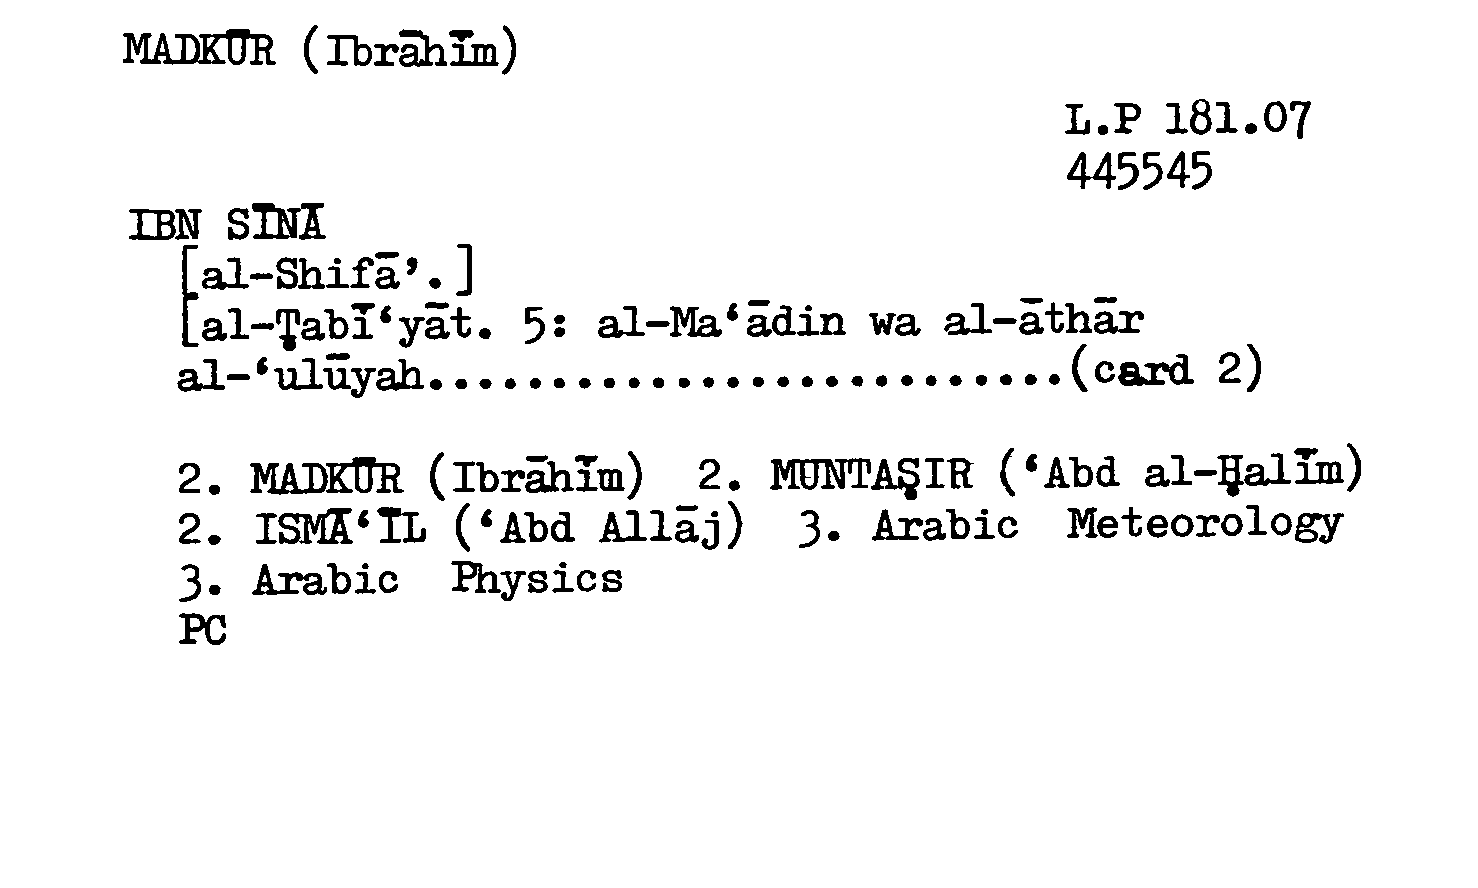 MADKŪR (Ibrāhīm)
L.P 181.07
445545
IBN SĪNĀ
[al-Shifā’.]
[al-Ṭabī‘yāt. 5: al-Ma‘ādin wa al-āthār
al-‘ulūyah..........................(card 2)
2. MADKŪR (Ibrāhīm) 2. MUNTAṢIR (‘Abd al-Ḥalīm)
2. ISMĀ‘ĪL (‘Abd Allāj) 3. Arabic Meteorology
3. Arabic Physics
PC